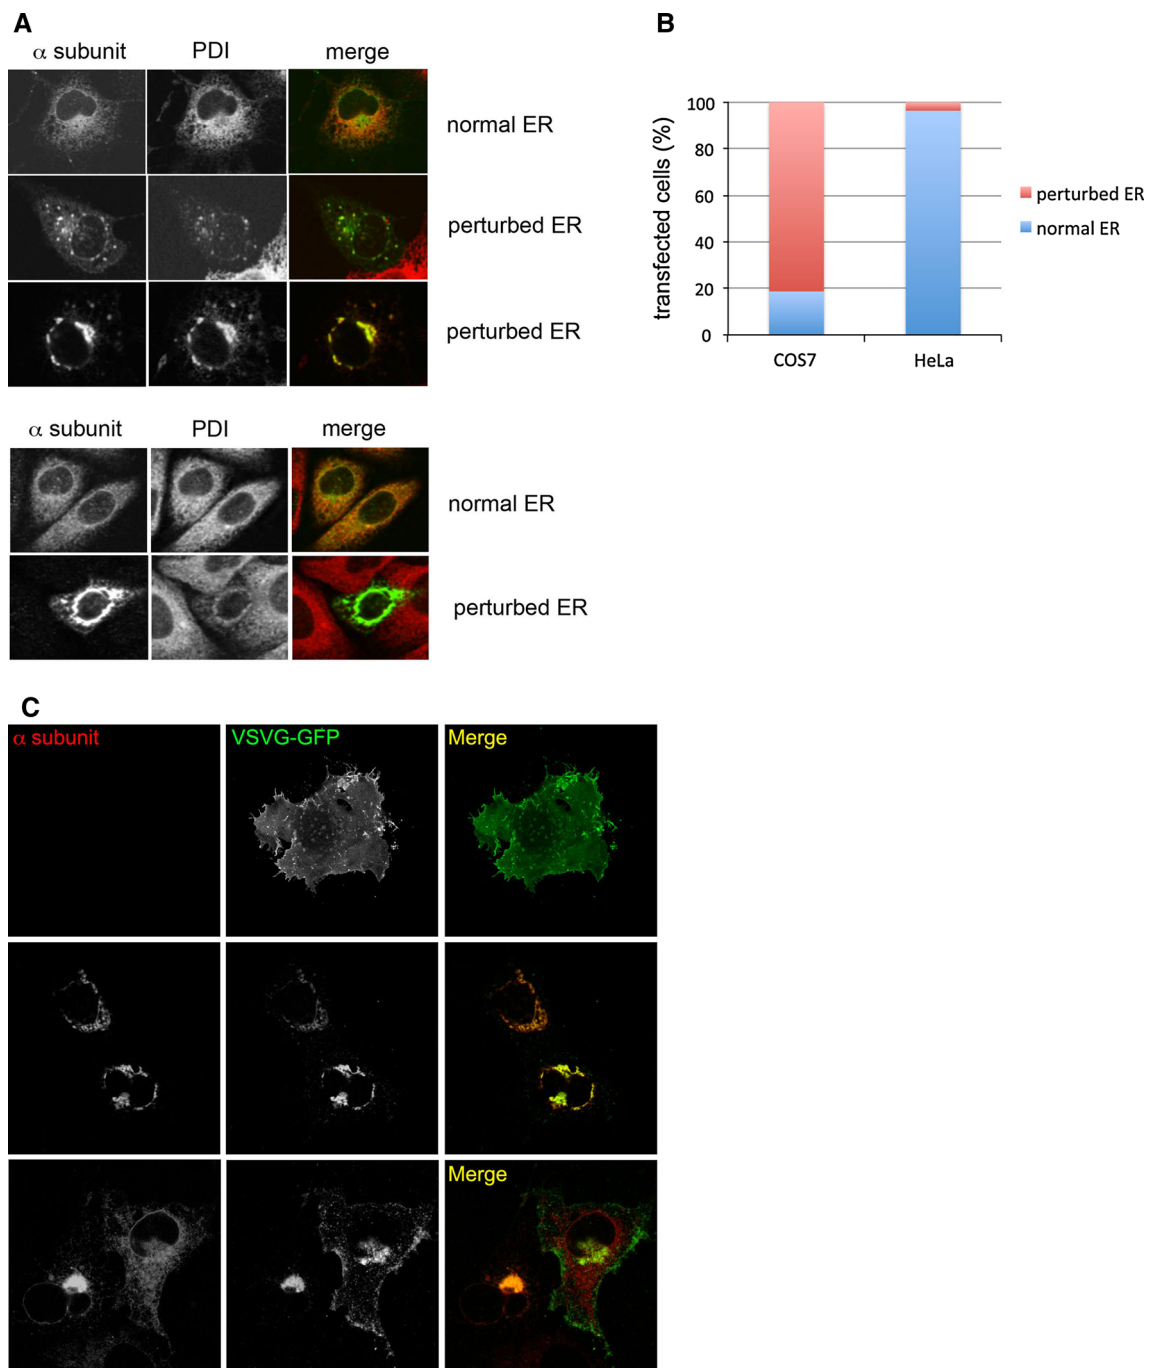 A
α subunit PDI merge
normal ER
perturbed ER
perturbed ER
α subunit PDI merge
normal ER
perturbed ER
B
transfected cells (%)
100
80
60
40
20
0
COS7 HeLa
perturbed ER
normal ER
C
α subunit VSVG-GFP Merge
Merge